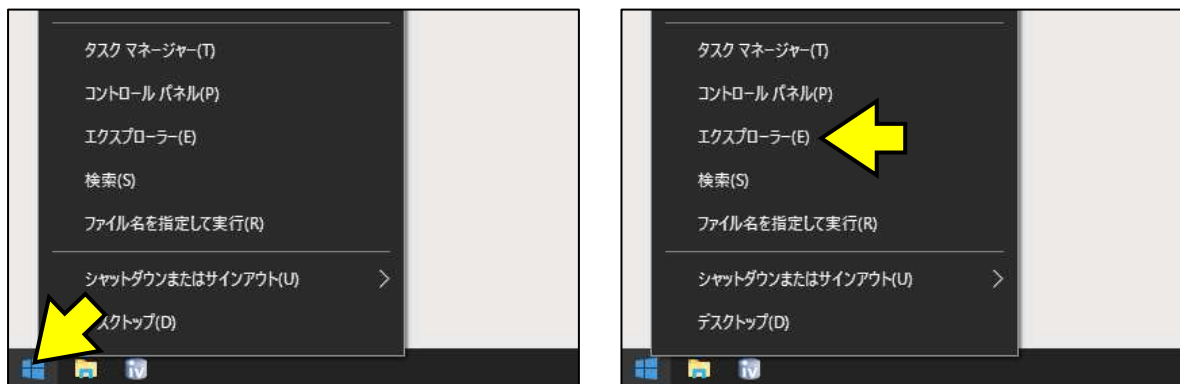 タスク マネージャー(T)
コントロール パネル(P)
エクスプローラー(E)
検索(S)
ファイル名を指定して実行(R)
シャットダウンまたはサインアウト(U)
スクトップ(D)
iv
タスク マネージャー(T)
コントロール パネル(P)
エクスプローラー(E)
検索(S)
ファイル名を指定して実行(R)
シャットダウンまたはサインアウト(U)
デスクトップ(D)
iv